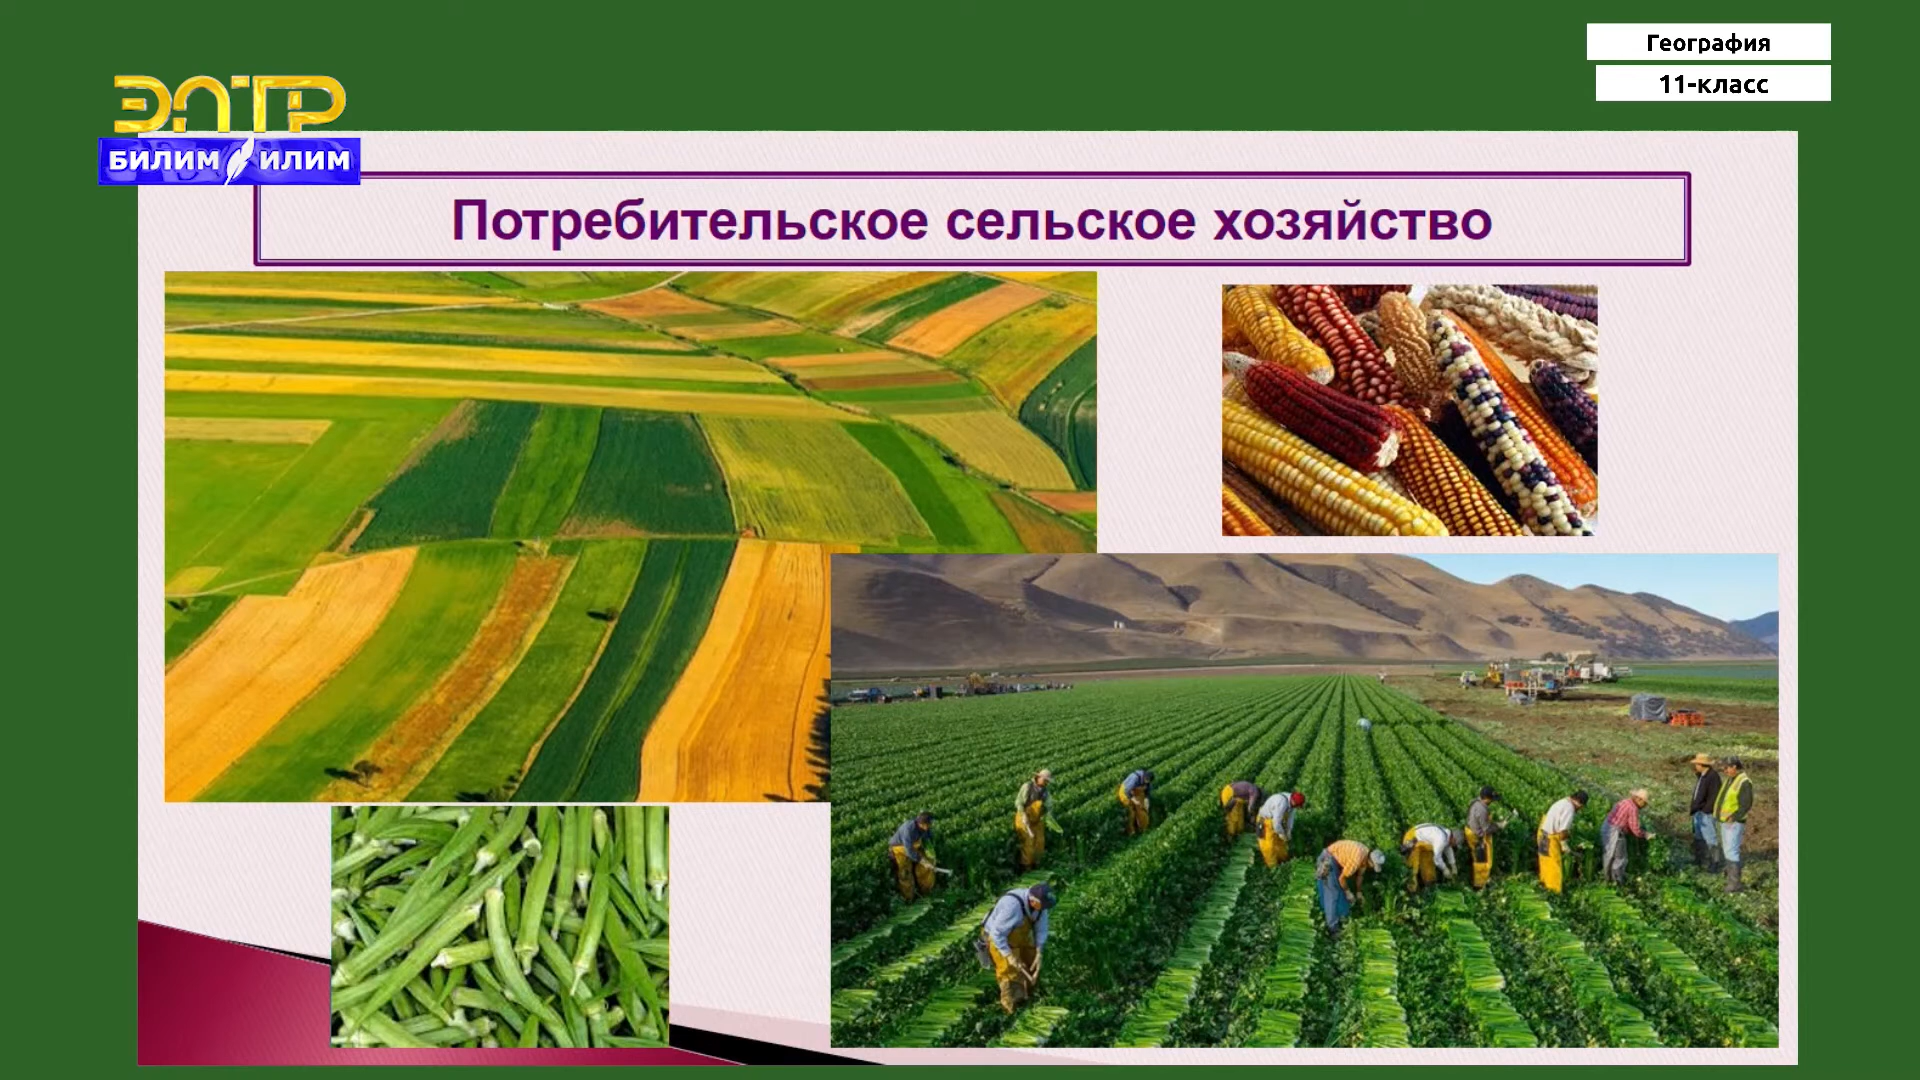 География
11-класс
ЭЛТР
БИЛИМ ИЛИМ
Потребительское сельское хозяйство